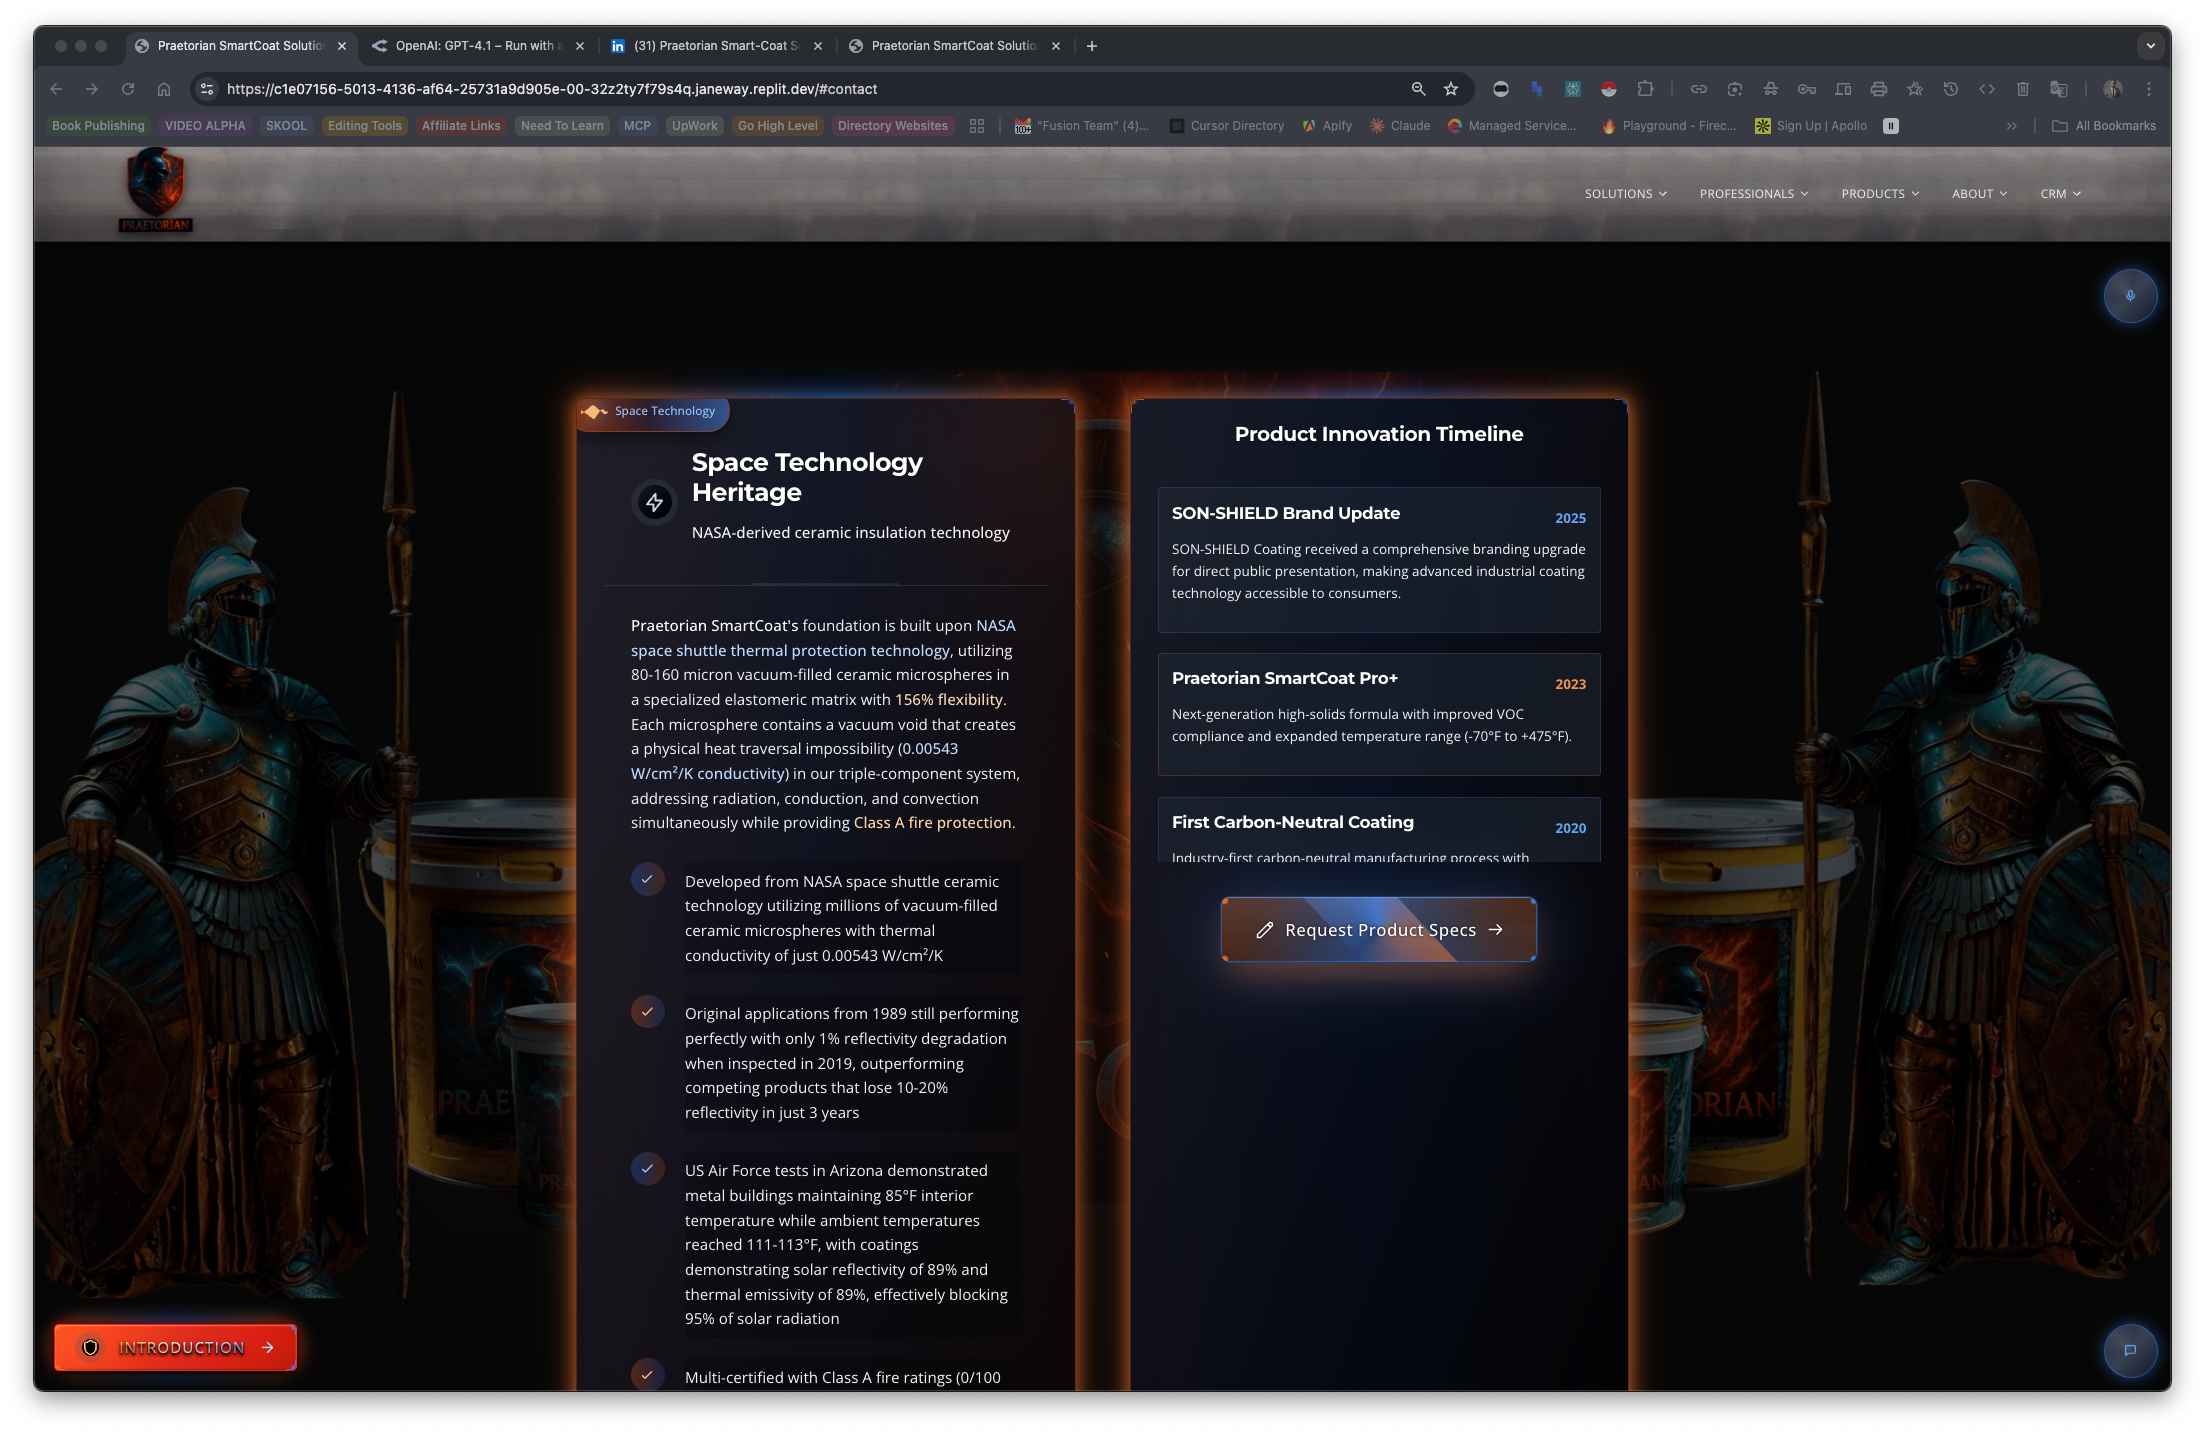 Praetorian SmartCoat Solutio
OpenAI: GPT-4.1 – Run with a
(31) Praetorian Smart-Coat S
Praetorian SmartCoat Solutio
https://c1e07156-5013-4136-af64-25731a9d905e-00-32z2ty7f79s4q.janeway.replit.dev/#contact
Book Publishing
VIDEO ALPHA
SKOOL
Editing Tools
Affiliate Links
Need To Learn
MCP
UpWork
Go High Level
Directory Websites
100+
"Fusion Team" (4)...
Cursor Directory
Apify
Claude
Managed Service...
Playground - Firec...
Sign Up | Apollo
All Bookmarks
PRAETORIAN
SOLUTIONS
PROFESSIONALS
PRODUCTS
ABOUT
CRM
Space Technology
Space Technology
Heritage
NASA-derived ceramic insulation technology
Praetorian SmartCoat's foundation is built upon NASA
space shuttle thermal protection technology, utilizing
80-160 micron vacuum-filled ceramic microspheres in
a specialized elastomeric matrix with 156% flexibility.
Each microsphere contains a vacuum void that creates
a physical heat traversal impossibility (0.00543
W/cm²/K conductivity) in our triple-component system,
addressing radiation, conduction, and convection
simultaneously while providing Class A fire protection.
Developed from NASA space shuttle ceramic
technology utilizing millions of vacuum-filled
ceramic microspheres with thermal
conductivity of just 0.00543 W/cm²/K
Original applications from 1989 still performing
perfectly with only 1% reflectivity degradation
when inspected in 2019, outperforming
competing products that lose 10-20%
reflectivity in just 3 years
US Air Force tests in Arizona demonstrated
metal buildings maintaining 85°F interior
temperature while ambient temperatures
reached 111-113°F, with coatings
demonstrating solar reflectivity of 89% and
thermal emissivity of 89%, effectively blocking
95% of solar radiation
Multi-certified with Class A fire ratings (0/100
Product Innovation Timeline
SON-SHIELD Brand Update
2025
SON-SHIELD Coating received a comprehensive branding upgrade
for direct public presentation, making advanced industrial coating
technology accessible to consumers.
Praetorian SmartCoat Pro+
2023
Next-generation high-solids formula with improved VOC
compliance and expanded temperature range (-70°F to +475°F).
First Carbon-Neutral Coating
2020
Industry-first carbon-neutral manufacturing process with
Request Product Specs
PRAE
PRA
ORIAN
IAN
INTRODUCTION